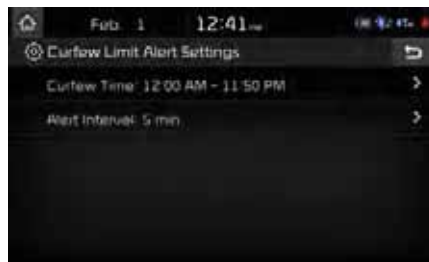 Feb. 1 12:41
Curfew Limit Alert Settings
Curfew Time: 12:00 AM - 11:50 PM
Alert Interval: 5 min